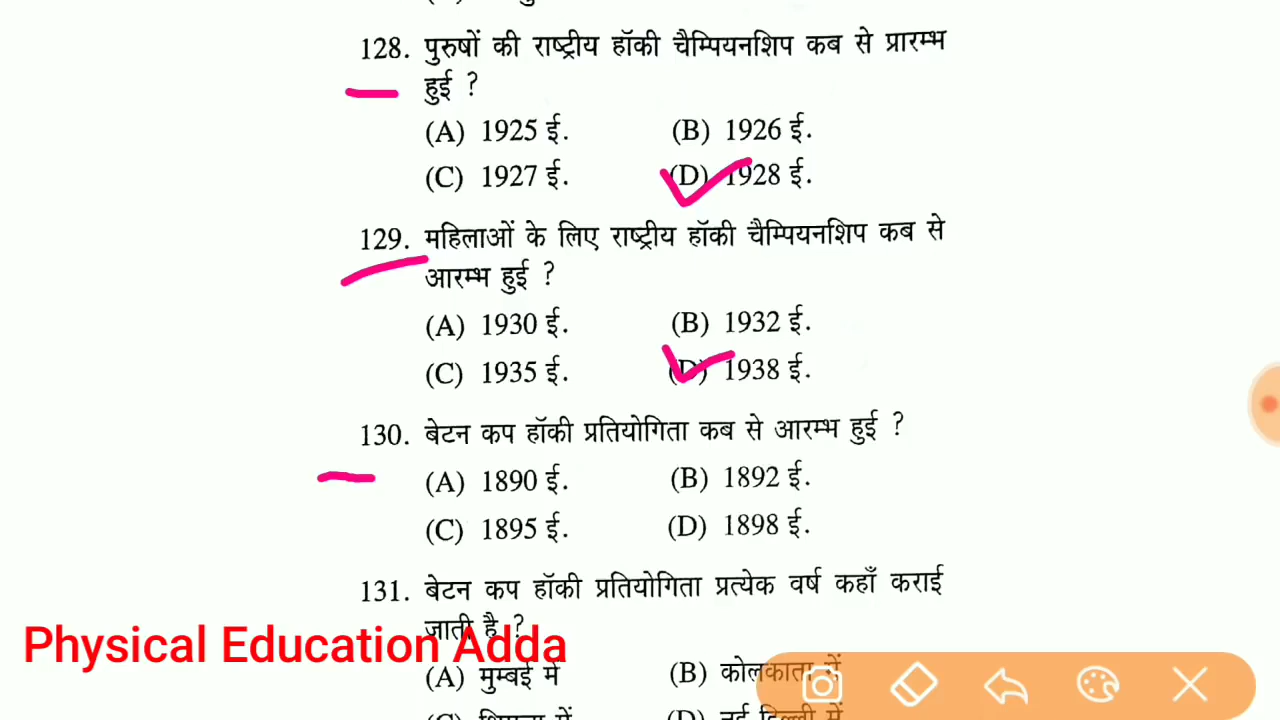 128. पुरुषों की राष्ट्रीय हॉकी चैम्पियनशिप कब से प्रारम्भ
हुई ?
(A) 1925 ई. (B) 1926 ई.
(C) 1927 ई. (D) 1928 ई.
129. महिलाओं के लिए राष्ट्रीय हॉकी चैम्पियनशिप कब से
आरम्भ हुई ?
(A) 1930 ई. (B) 1932 ई.
(C) 1935 ई. (D) 1938 ई.
130. बेटन कप हॉकी प्रतियोगिता कब से आरम्भ हुई ?
(A) 1890 ई. (B) 1892 ई.
(C) 1895 ई. (D) 1898 ई.
131. बेटन कप हॉकी प्रतियोगिता प्रत्येक वर्ष कहाँ कराई
जाती है ?
Physical Education Adda
(A) मुम्बई में (B) कोलकाता में
(C) (D) नई दिल्ली में